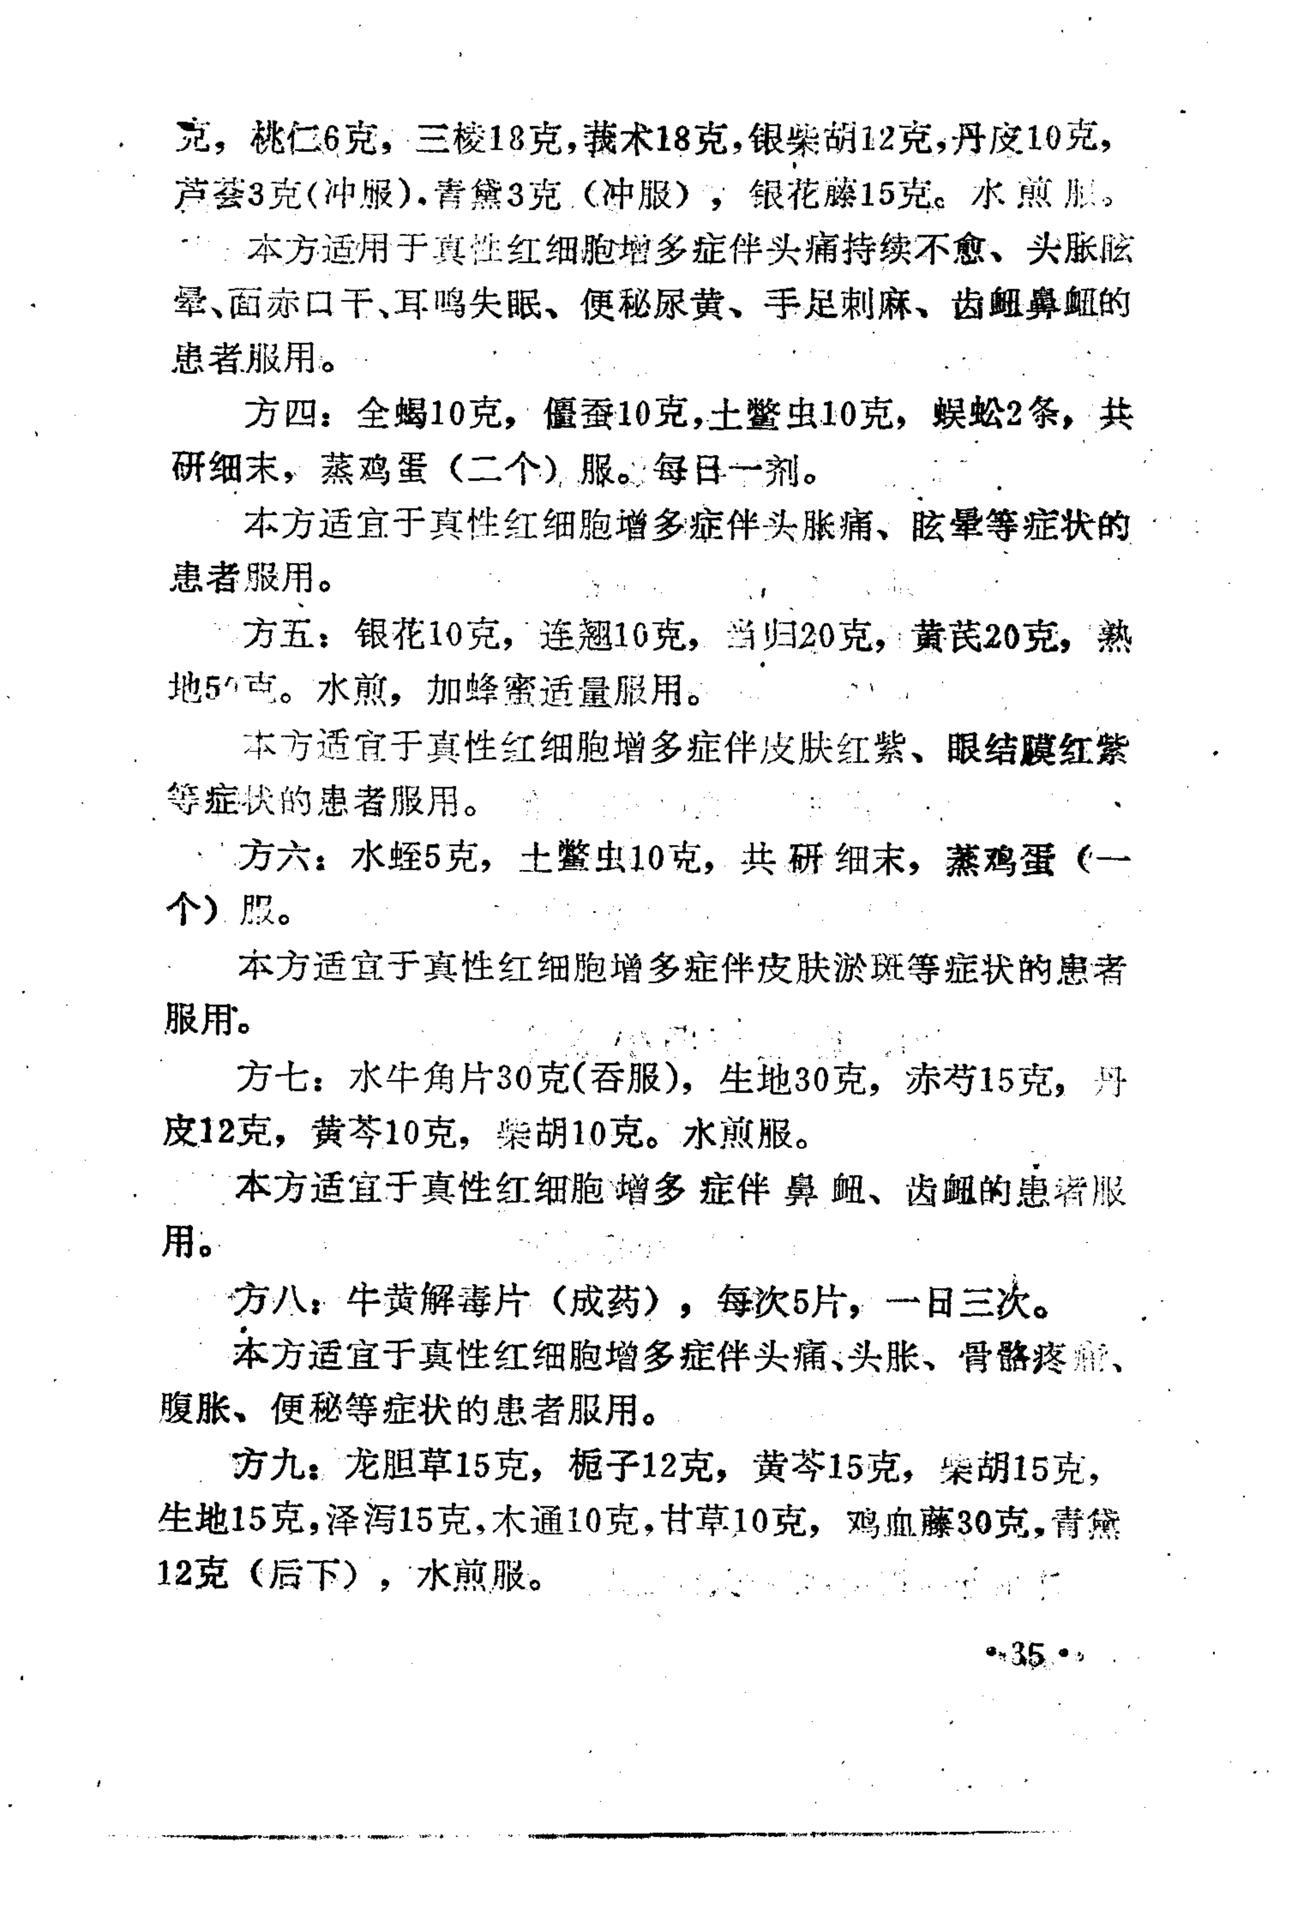 克，桃仁6克，三棱18克，莪术18克，银柴胡12克，丹皮10克，
芦荟3克（冲服），青黛3克（冲服），银花藤15克。水煎服。
本方适用于真性红细胞增多症伴头痛持续不愈、头胀眩
晕、面赤口干、耳鸣失眠、便秘尿黄、手足刺麻、齿衄鼻衄的
患者服用。
方四：全蝎10克，僵蚕10克，土鳖虫10克，蜈蚣2条，共
研细末，蒸鸡蛋（二个）服。每日一剂。
本方适宜于真性红细胞增多症伴头胀痛、眩晕等症状的
患者服用。
方五：银花10克，连翘10克，当归20克，黄芪20克，熟
地5克。水煎，加蜂蜜适量服用。
本方适宜于真性红细胞增多症伴皮肤红紫、眼结膜红紫
等症状的患者服用。
方六：水蛭5克，土鳖虫10克，共研细末，蒸鸡蛋（一
个）服。
本方适宜于真性红细胞增多症伴皮肤淤斑等症状的患者
服用。
方七：水牛角片30克（吞服），生地30克，赤芍15克，丹
皮12克，黄芩10克，柴胡10克。水煎服。
本方适宜于真性红细胞增多症伴鼻衄、齿衄的患者服
用。
方八：牛黄解毒片（成药），每次5片，一日三次。
本方适宜于真性红细胞增多症伴头痛、头胀、骨骼疼痛、
腹胀、便秘等症状的患者服用。
方九：龙胆草15克，栀子12克，黄芩15克，柴胡15克，
生地15克，泽泻15克，木通10克，甘草10克，鸡血藤30克，青黛
12克（后下），水煎服。
•35•